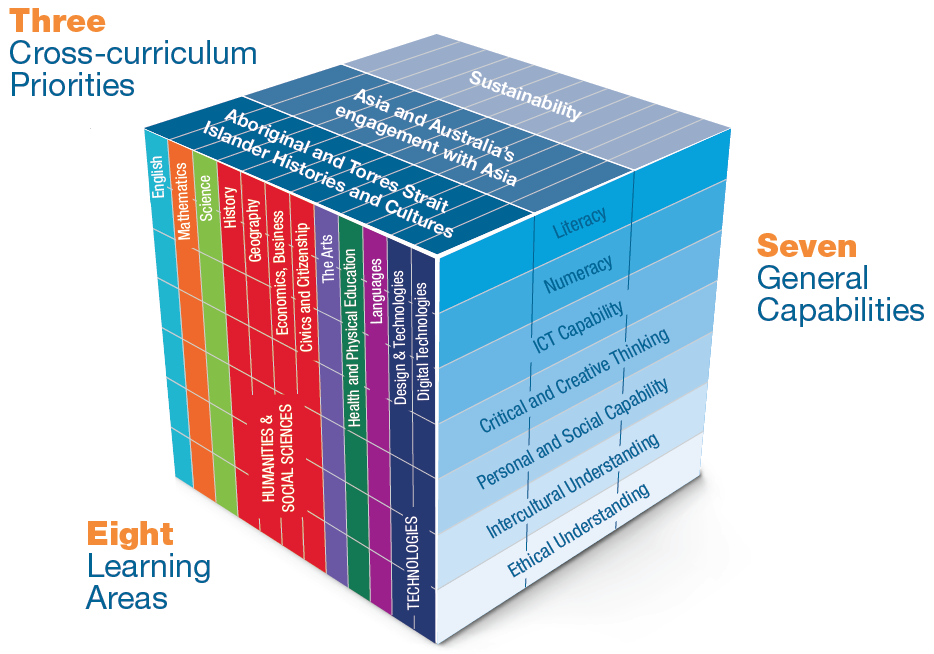 Three
Cross-curriculum
Priorities
Sustainability
Asia and Australia's
engagement with Asia
Aboriginal and Torres Strait
Islander Histories and Cultures
English
Mathematics
Science
History
Geography
Economics, Business
Civics and Citizenship
HUMANITIES &
SOCIAL SCIENCES
The Arts
Health and Physical Education
Languages
Design & Technologies
Digital Technologies
TECHNOLOGIES
Literacy
Numeracy
ICT Capability
Critical and Creative Thinking
Personal and Social Capability
Intercultural Understanding
Ethical Understanding
Seven
General
Capabilities
Eight
Learning
Areas